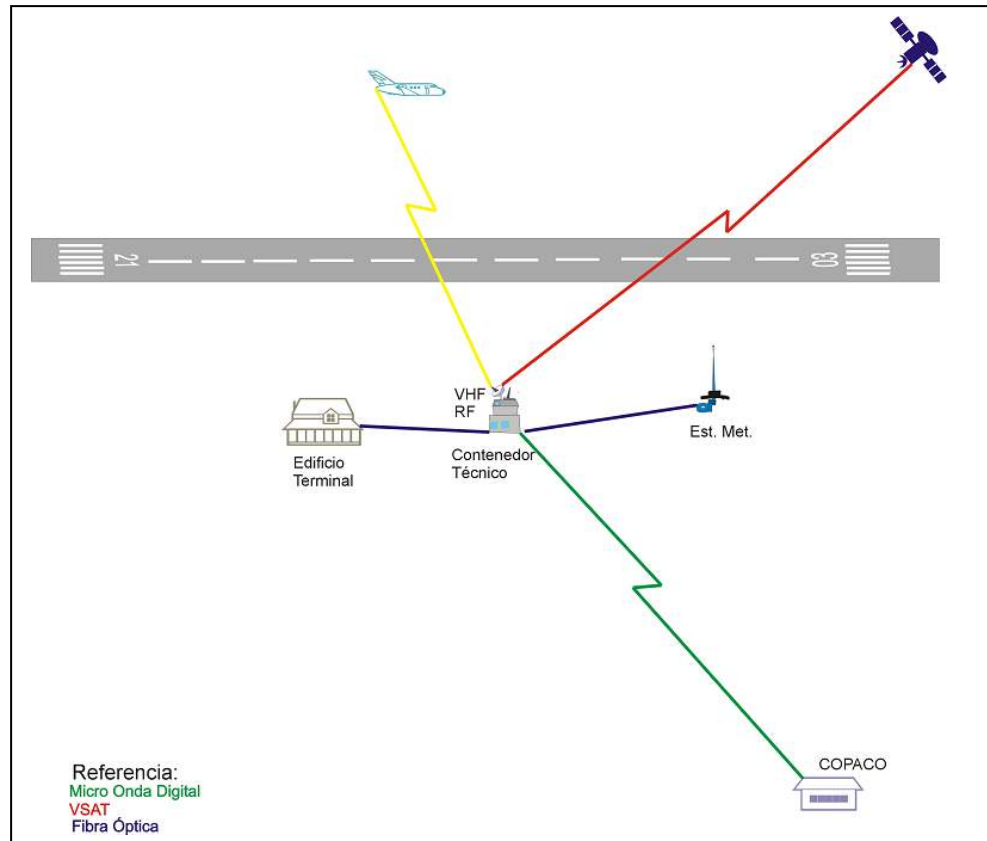 21
03
VHF
RF
Est. Met.
Edificio
Terminal
Contenedor
Técnico
COPACO
Referencia:
Micro Onda Digital
VSAT
Fibra Óptica